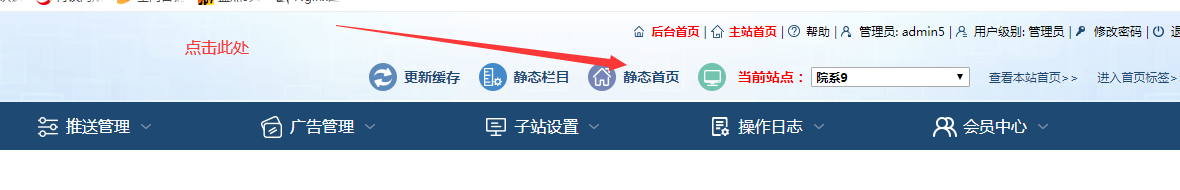 后台首页 | 主站首页 | 帮助 | 管理员: admin5 | 用户级别: 管理员 | 修改密码 |
点击此处
更新缓存 静态栏目 静态首页 当前站点： 院系9 查看本站首页>> 进入首页标签>
推送管理 广告管理 子站设置 操作日志 会员中心